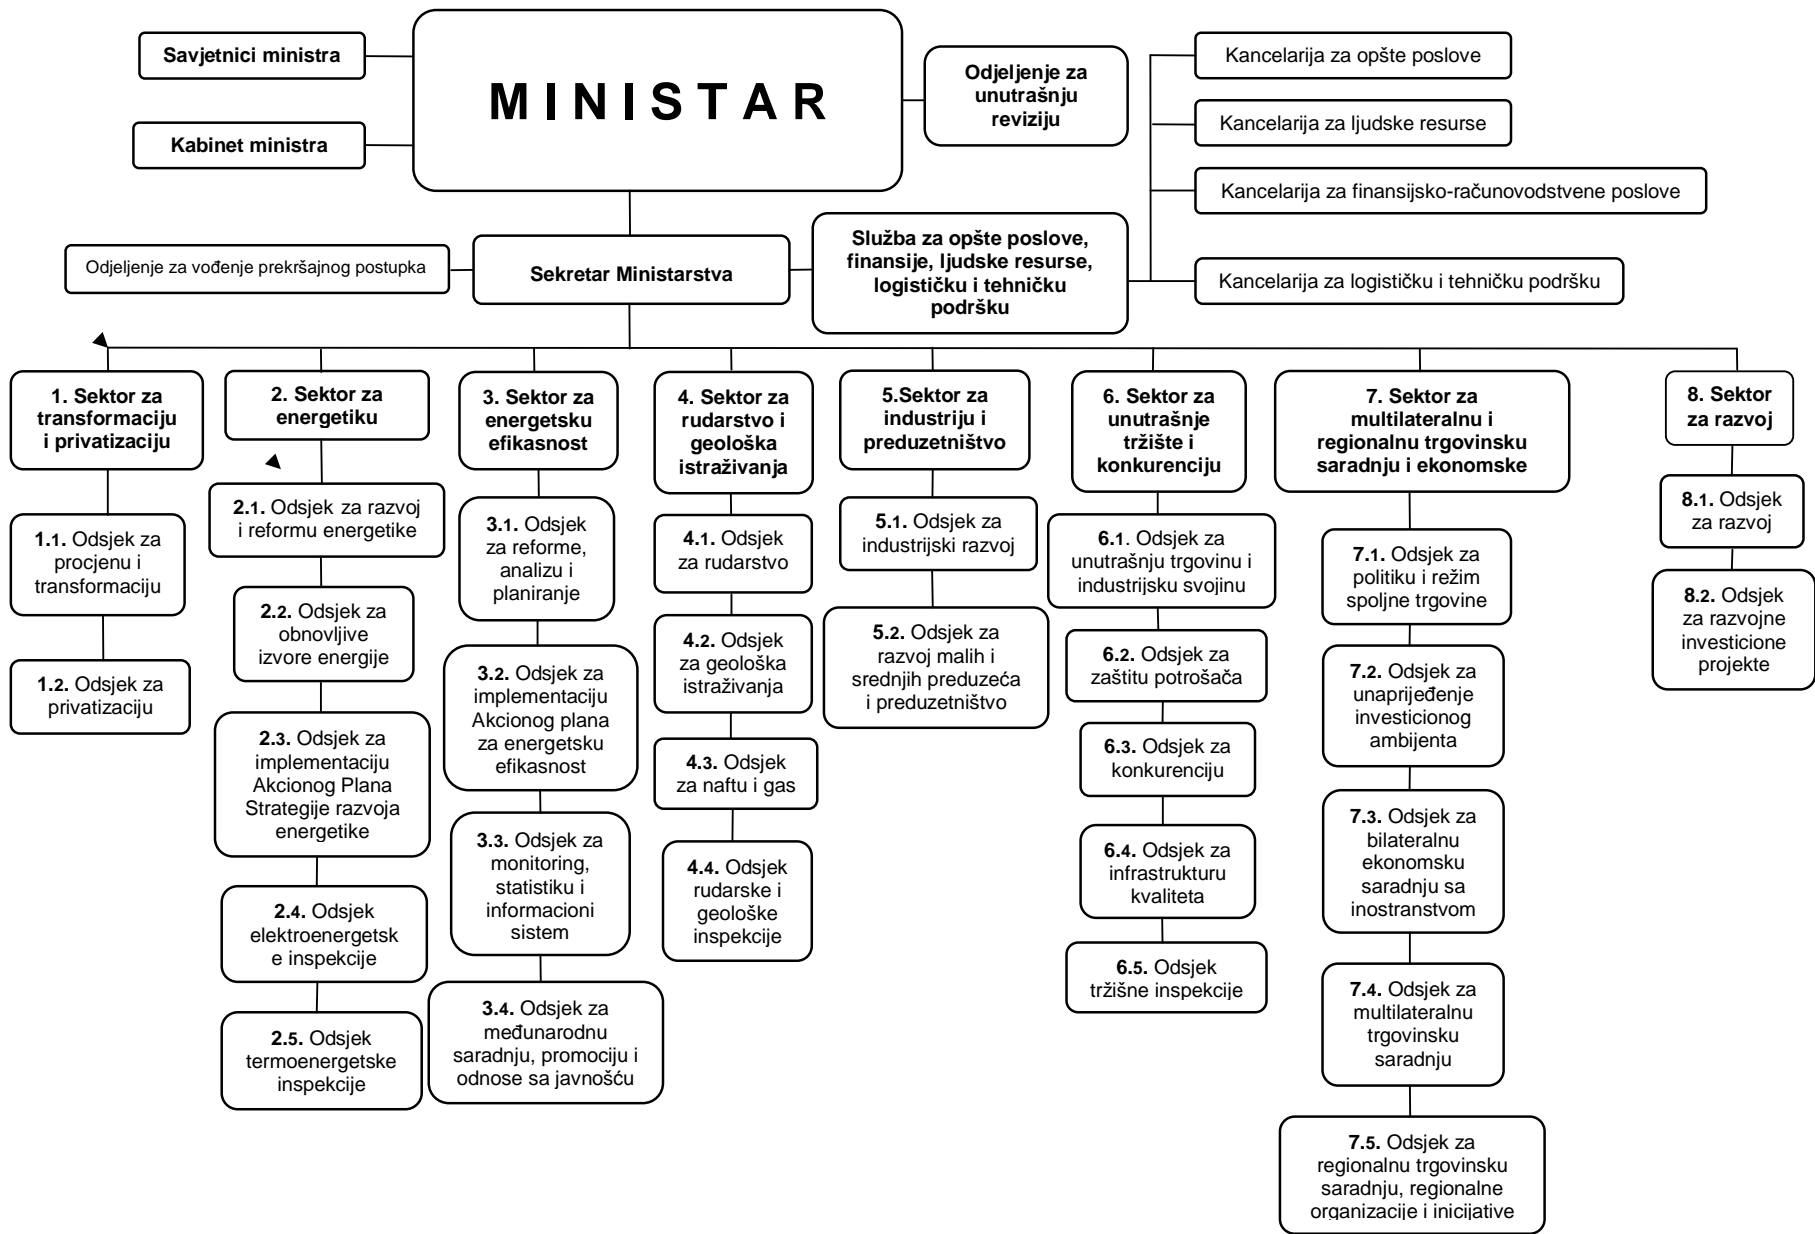 Savjetnici ministra
Kabinet ministra
MINISTAR
Odjeljenje za
unutrašnju
reviziju
Kancelarija za opšte poslove
Kancelarija za ljudske resurse
Kancelarija za finansijsko-računovodstvene poslove
Kancelarija za logističku i tehničku podršku
Odjeljenje za vođenje prekršajnog postupka
Sekretar Ministarstva
Služba za opšte poslove,
finansije, ljudske resurse,
logističku i tehničku
podršku
1. Sektor za
transformaciju
i privatizaciju
1.1. Odsjek za
procjenu i
transformaciju
1.2. Odsjek za
privatizaciju
2. Sektor za
energetiku
2.1. Odsjek za razvoj
i reformu energetike
2.2. Odsjek za
obnovljive
izvore energije
2.3. Odsjek za
implementaciju
Akcionog Plana
Strategije razvoja
energetike
2.4. Odsjek
elektroenergetsk
e inspekcije
2.5. Odsjek
termoenergetske
inspekcije
3. Sektor za
energetsku
efikasnost
3.1. Odsjek
za reforme,
analizu i
planiranje
3.2. Odsjek za
implementaciju
Akcionog plana
za energetsku
efikasnost
3.3. Odsjek za
monitoring,
statistiku i
informacioni
sistem
3.4. Odsjek za
međunarodnu
saradnju, promociju i
odnose sa javnošću
4. Sektor za
rudarstvo i
geološka
istraživanja
4.1. Odsjek
za rudarstvo
4.2. Odsjek
za geološka
istraživanja
4.3. Odsjek
za naftu i gas
4.4. Odsjek
rudarske i
geološke
inspekcije
5.Sektor za
industriju i
preduzetništvo
5.1. Odsjek za
industrijski razvoj
5.2. Odsjek za
razvoj malih i
srednjih preduzeća
i preduzetništvo
6. Sektor za
unutrašnje
tržište i
konkurenciju
6.1. Odsjek za
unutrašnju trgovinu i
industrijsku svojinu
6.2. Odsjek za
zaštitu potrošača
6.3. Odsjek za
konkurenciju
6.4. Odsjek za
infrastrukturu
kvaliteta
6.5. Odsjek
tržišne inspekcije
7. Sektor za
multilateralnu i
regionalnu trgovinsku
saradnju i ekonomske
7.1. Odsjek za
politiku i režim
spoljne trgovine
7.2. Odsjek za
unaprijeđenje
investicionog
ambijenta
7.3. Odsjek za
bilateralnu
ekonomsku
saradnju sa
inostranstvom
7.4. Odsjek za
multilateralnu
trgovinsku
saradnju
7.5. Odsjek za
regionalnu trgovinsku
saradnju, regionalne
organizacije i inicijative
8. Sektor
za razvoj
8.1. Odsjek
za razvoj
8.2. Odsjek
za razvojne
investicione
projekte